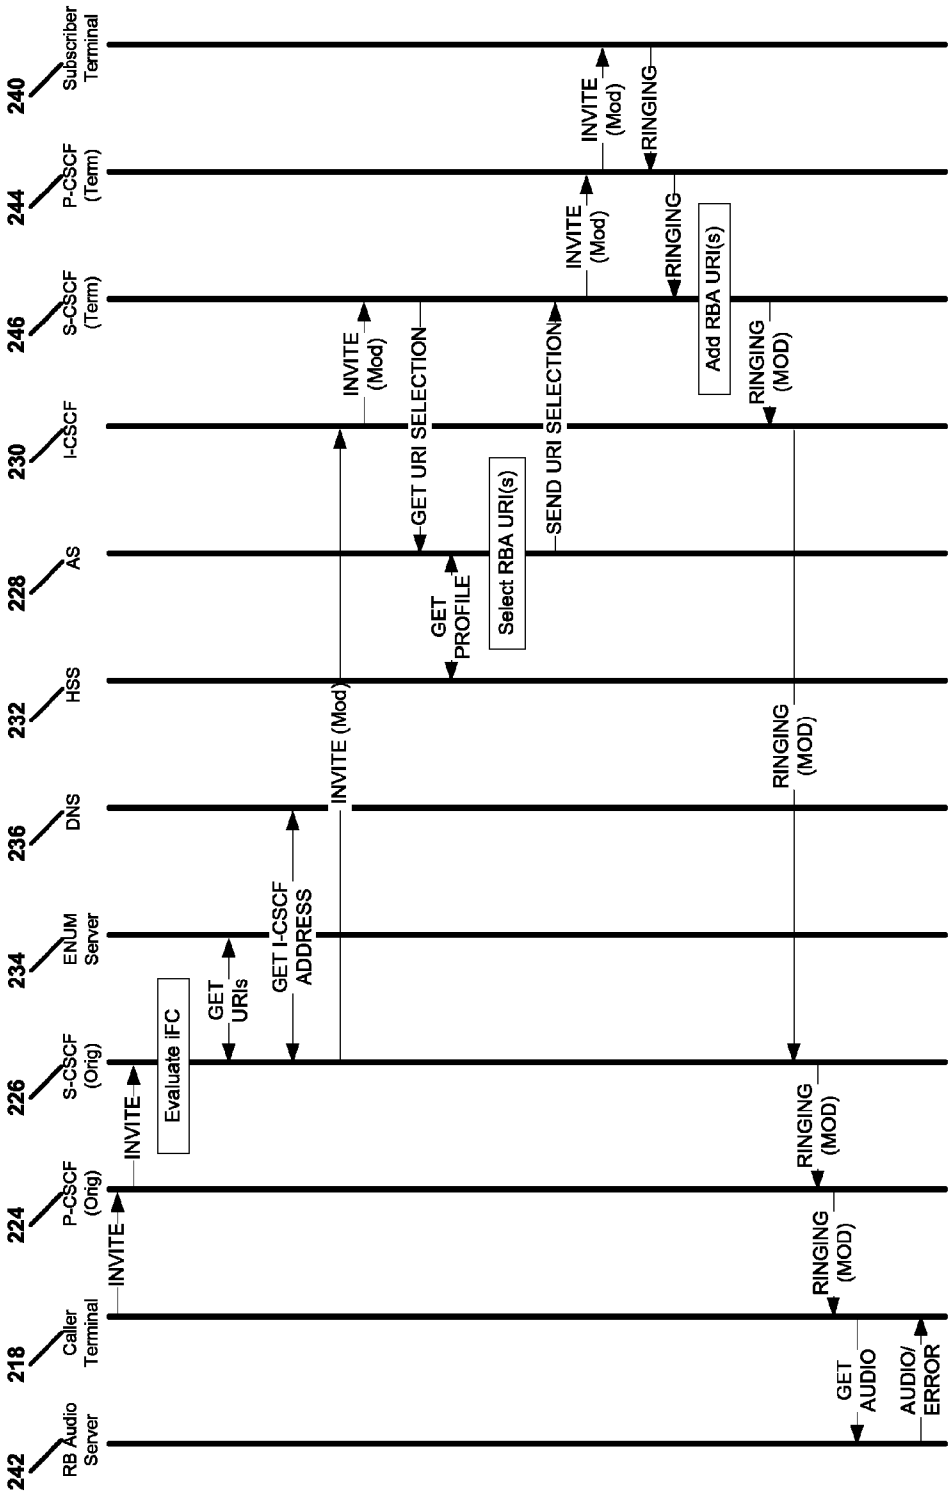 242
RB Audio
Server
218
Caller
Terminal
224
P-CSCF
(Orig)
226
S-CSCF
(Orig)
234
ENUM
Server
236
DNS
232
HSS
228
AS
230
I-CSCF
246
S-CSCF
(Term)
244
P-CSCF
(Term)
240
Subscriber
Terminal
INVITE
INVITE
Evaluate iFC
GET
URIs
GET I-CSCF
ADDRESS
INVITE (Mod)
INVITE
(Mod)
GET URI SELECTION
GET
PROFILE
Select RBA URI(s)
SEND URI SELECTION
INVITE
(Mod)
INVITE
(Mod)
RINGING
RINGING
Add RBA URI(s)
RINGING
(MOD)
RINGING
(MOD)
RINGING
(MOD)
RINGING
(MOD)
GET
AUDIO
AUDIO/
ERROR